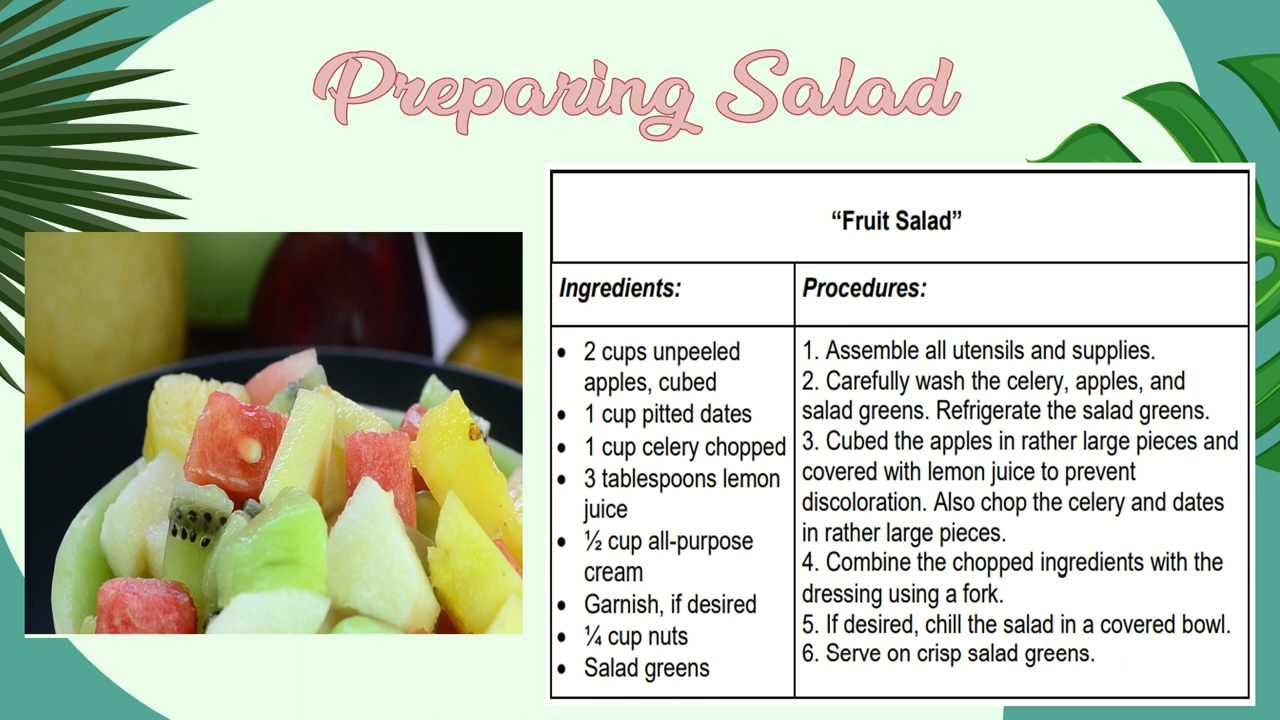 Preparing Salad
“Fruit Salad”
Ingredients:
• 2 cups unpeeled
apples, cubed
• 1 cup pitted dates
• 1 cup celery chopped
• 3 tablespoons lemon
juice
• ½ cup all-purpose
cream
• Garnish, if desired
• ¼ cup nuts
• Salad greens
Procedures:
1. Assemble all utensils and supplies.
2. Carefully wash the celery, apples, and
salad greens. Refrigerate the salad greens.
3. Cubed the apples in rather large pieces and
covered with lemon juice to prevent
discoloration. Also chop the celery and dates
in rather large pieces.
4. Combine the chopped ingredients with the
dressing using a fork.
5. If desired, chill the salad in a covered bowl.
6. Serve on crisp salad greens.